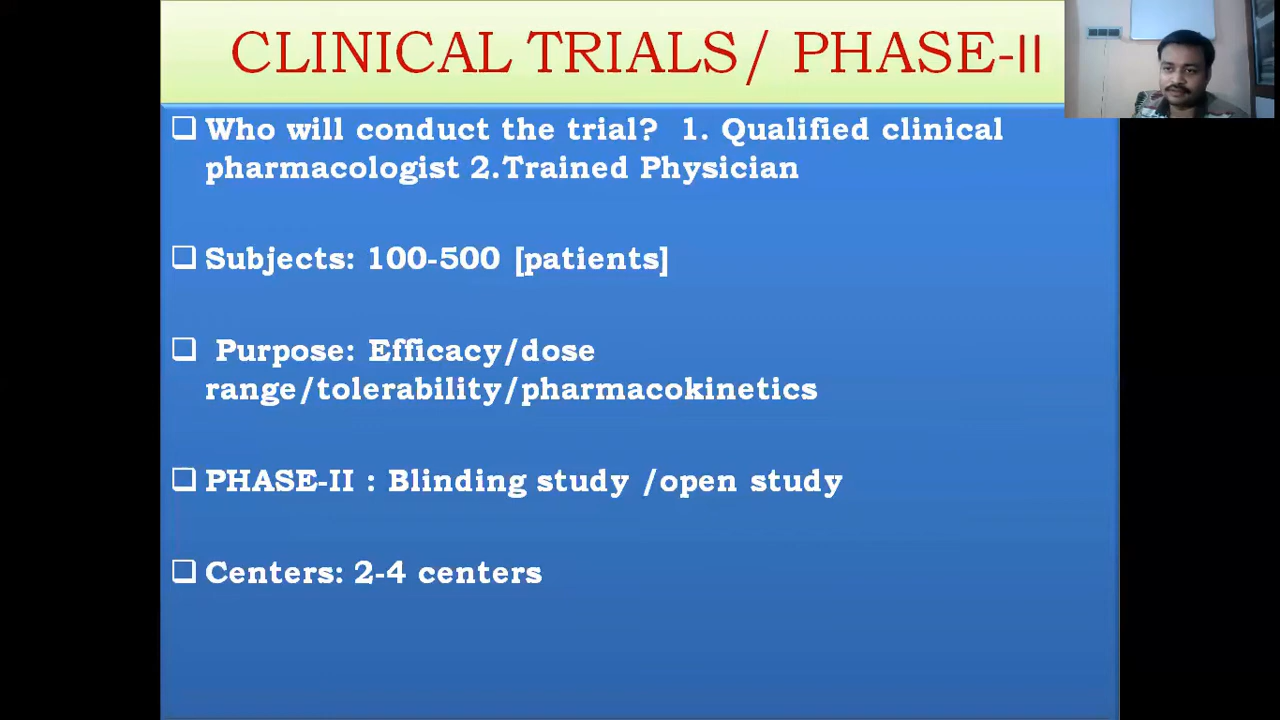 CLINICAL TRIALS/ PHASE-II
Who will conduct the trial? 1. Qualified clinical
pharmacologist 2.Trained Physician
Subjects: 100-500 [patients]
Purpose: Efficacy/dose
range/tolerability/pharmacokinetics
PHASE-II : Blinding study /open study
Centers: 2-4 centers